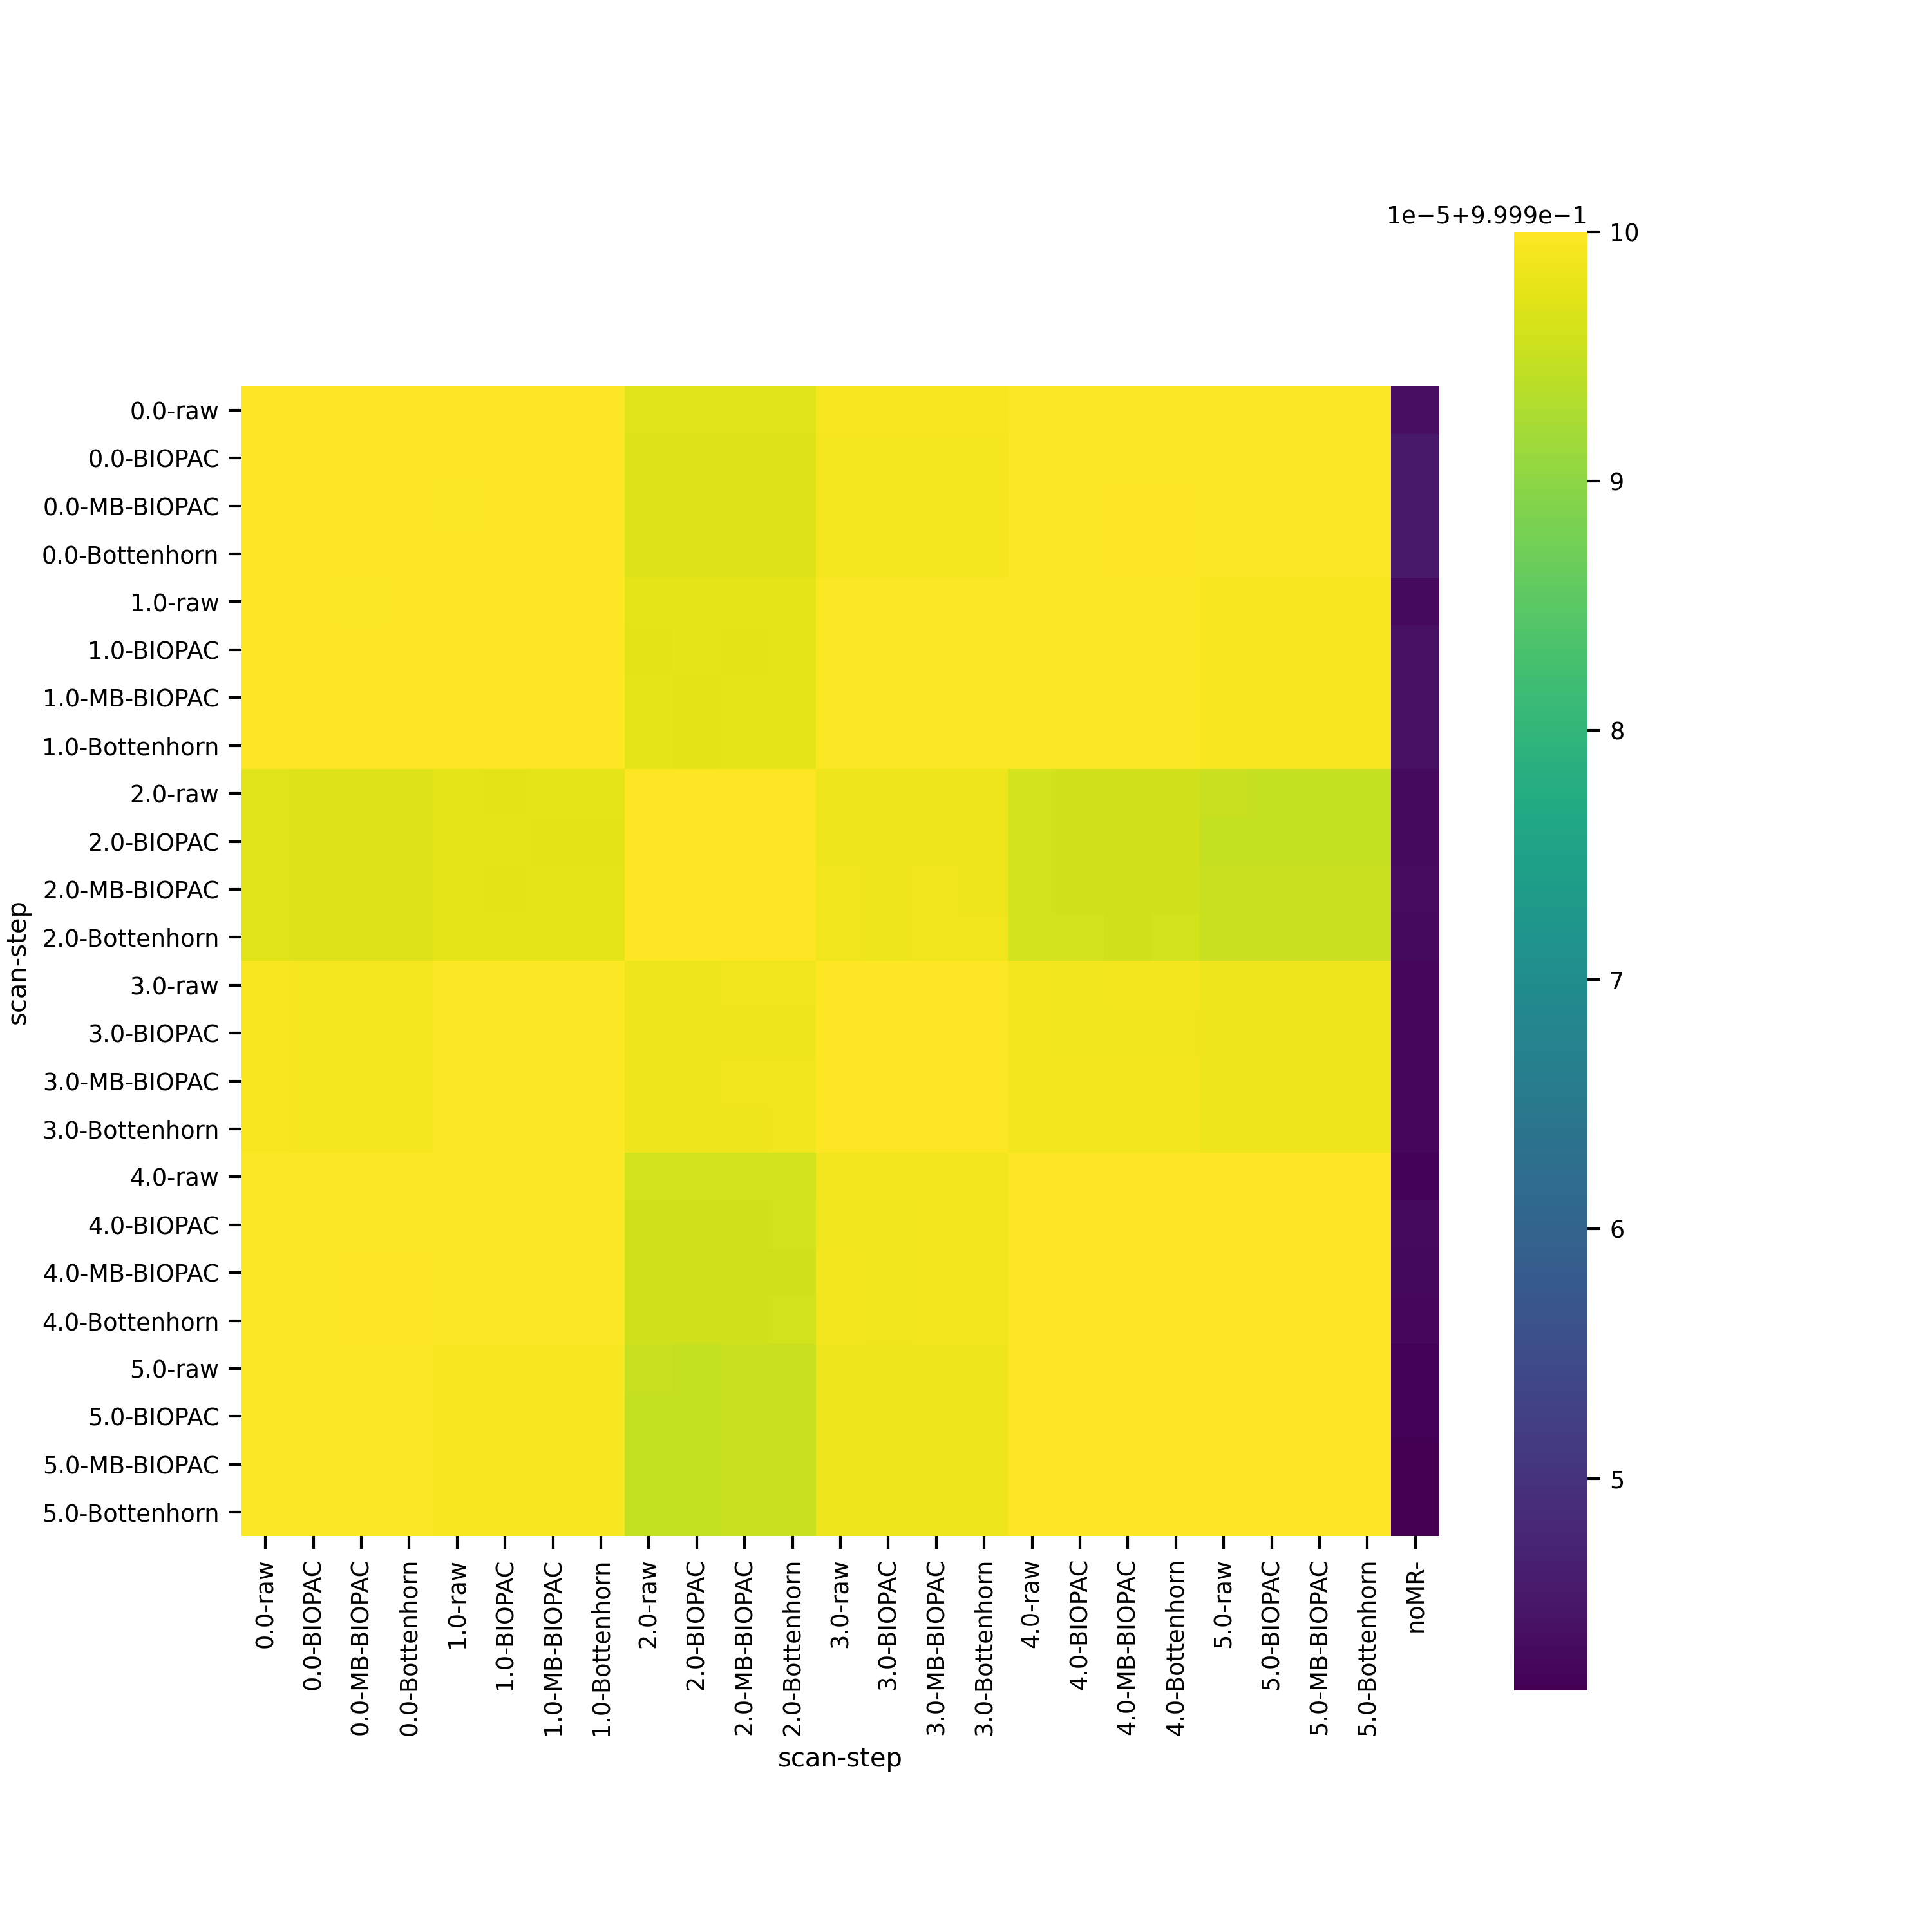 1e−5+9.999e−1
10
9
8
7
6
5
scan-step
0.0-raw
0.0-BIOPAC
0.0-MB-BIOPAC
0.0-Bottenhorn
1.0-raw
1.0-BIOPAC
1.0-MB-BIOPAC
1.0-Bottenhorn
2.0-raw
2.0-BIOPAC
2.0-MB-BIOPAC
2.0-Bottenhorn
3.0-raw
3.0-BIOPAC
3.0-MB-BIOPAC
3.0-Bottenhorn
4.0-raw
4.0-BIOPAC
4.0-MB-BIOPAC
4.0-Bottenhorn
5.0-raw
5.0-BIOPAC
5.0-MB-BIOPAC
5.0-Bottenhorn
0.0-raw
0.0-BIOPAC
0.0-MB-BIOPAC
0.0-Bottenhorn
1.0-raw
1.0-BIOPAC
1.0-MB-BIOPAC
1.0-Bottenhorn
2.0-raw
2.0-BIOPAC
2.0-MB-BIOPAC
2.0-Bottenhorn
3.0-raw
3.0-BIOPAC
3.0-MB-BIOPAC
3.0-Bottenhorn
4.0-raw
4.0-BIOPAC
4.0-MB-BIOPAC
4.0-Bottenhorn
5.0-raw
5.0-BIOPAC
5.0-MB-BIOPAC
5.0-Bottenhorn
noMR-
scan-step